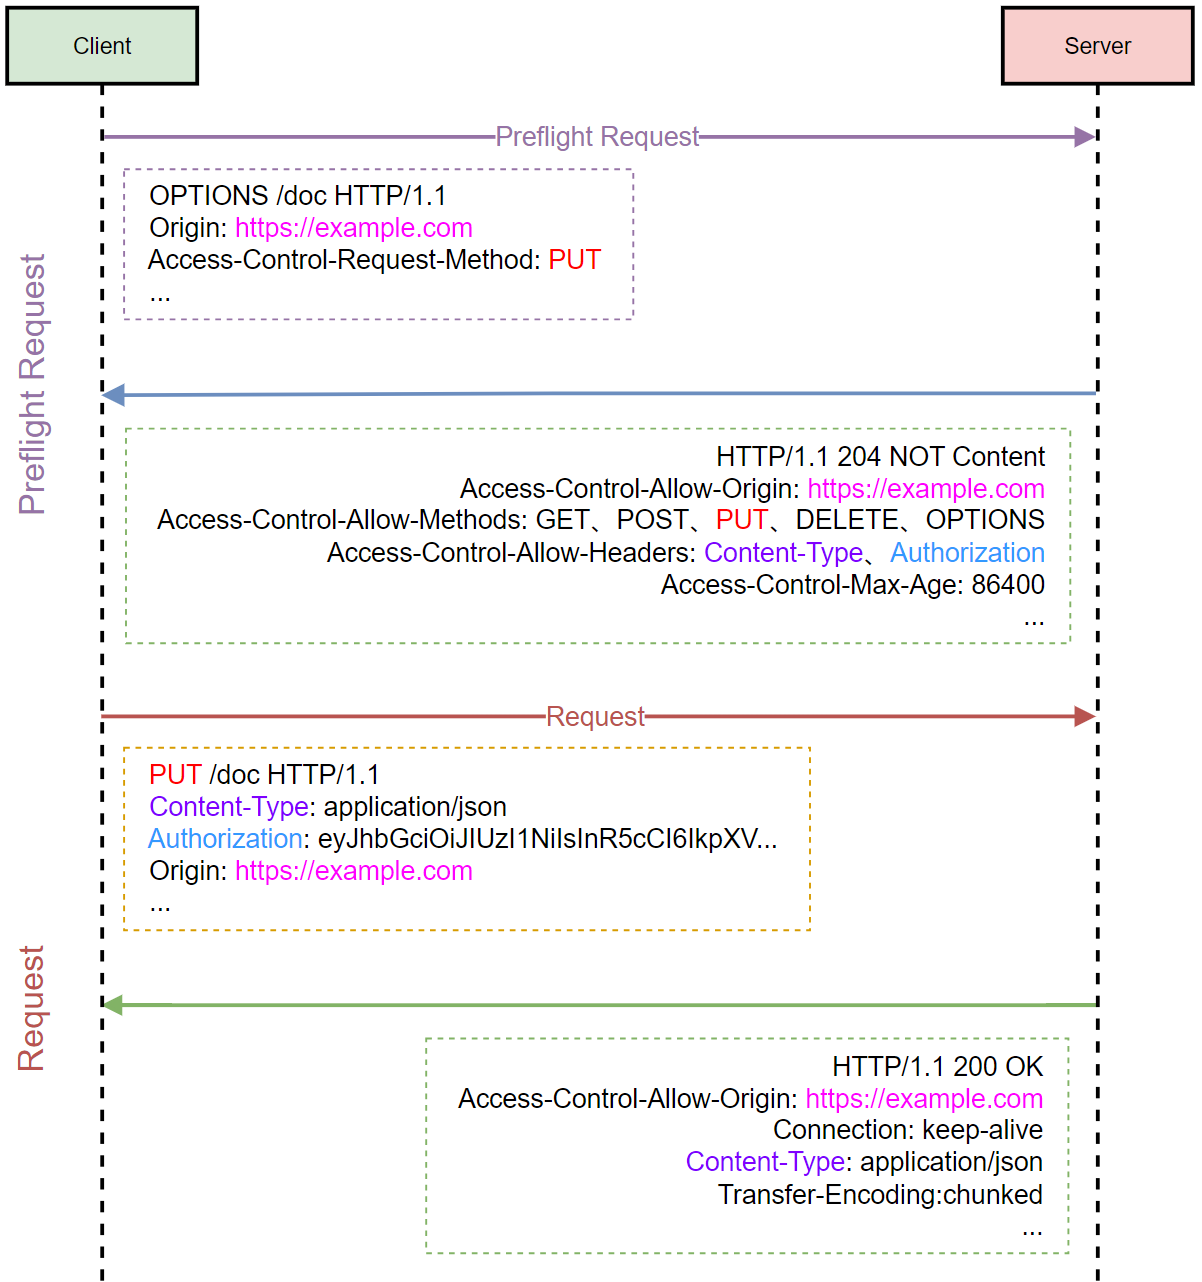 Client
Server
Preflight Request
OPTIONS /doc HTTP/1.1
Origin: https://example.com
Access-Control-Request-Method: PUT
...
Preflight Request
HTTP/1.1 204 NOT Content
Access-Control-Allow-Origin: https://example.com
Access-Control-Allow-Methods: GET、POST、PUT、DELETE、OPTIONS
Access-Control-Allow-Headers: Content-Type、Authorization
Access-Control-Max-Age: 86400
...
Request
PUT /doc HTTP/1.1
Content-Type: application/json
Authorization: eyJhbGciOiJIUzI1NiIsInR5cCI6IkpXV...
Origin: https://example.com
...
Request
HTTP/1.1 200 OK
Access-Control-Allow-Origin: https://example.com
Connection: keep-alive
Content-Type: application/json
Transfer-Encoding:chunked
...